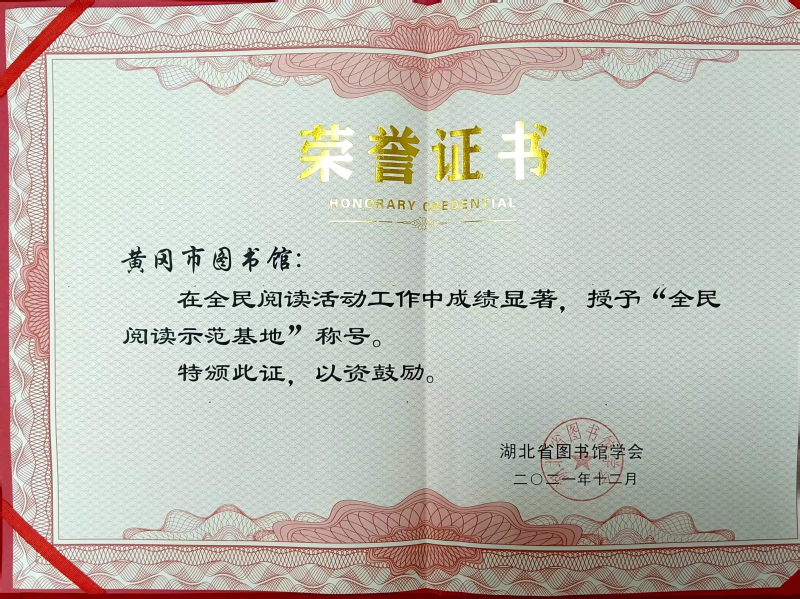 荣誉证书
HONORARY CREDENTIAL
黄冈市图书馆：
在全民阅读活动工作中成绩显著，授予“全民
阅读示范基地”称号。
特颁此证，以资鼓励。
湖北省图书馆学会
二〇二一年十二月